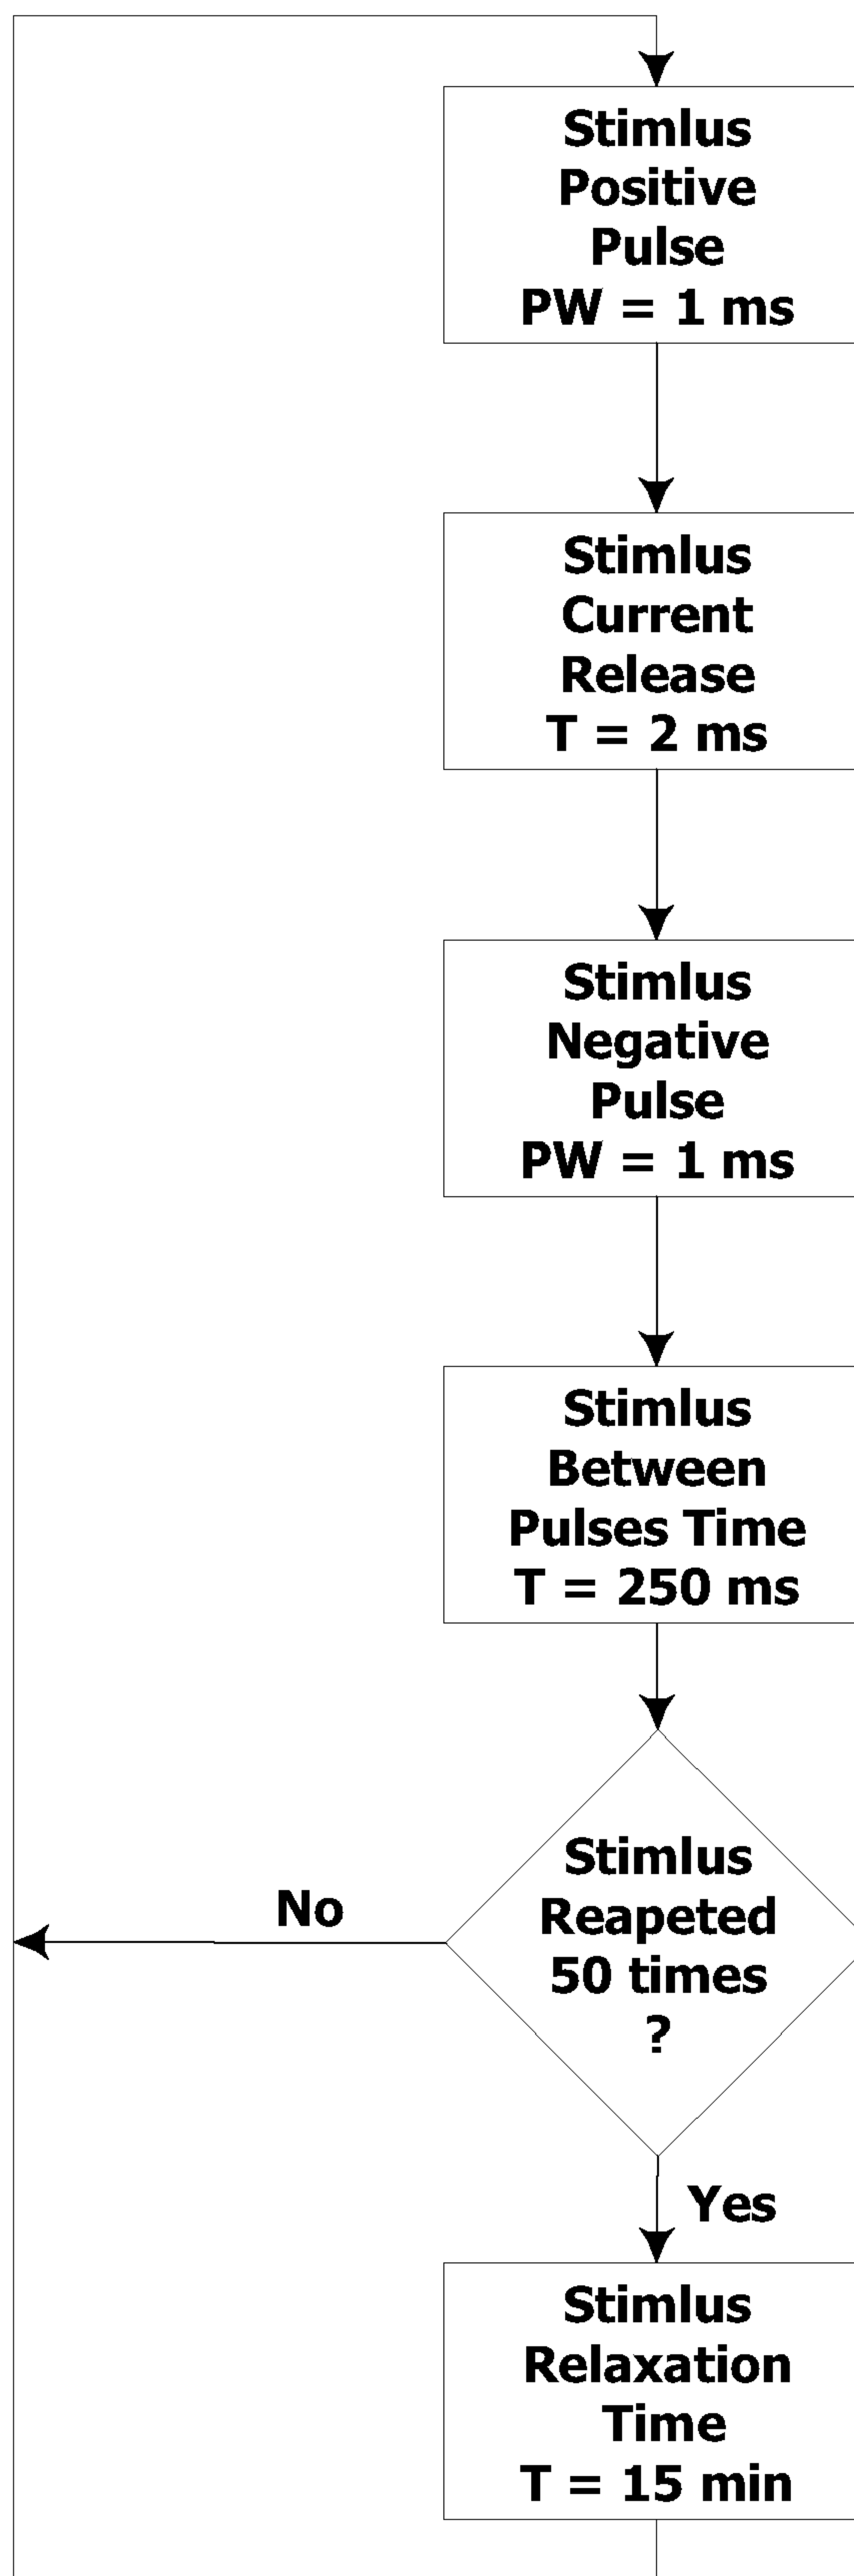 Stimlus
Positive
Pulse
PW = 1 ms
Stimlus
Current
Release
T = 2 ms
Stimlus
Negative
Pulse
PW = 1 ms
Stimlus
Between
Pulses Time
T = 250 ms
Stimlus
Reapeted
50 times
?
No
Yes
Stimlus
Relaxation
Time
T = 15 min